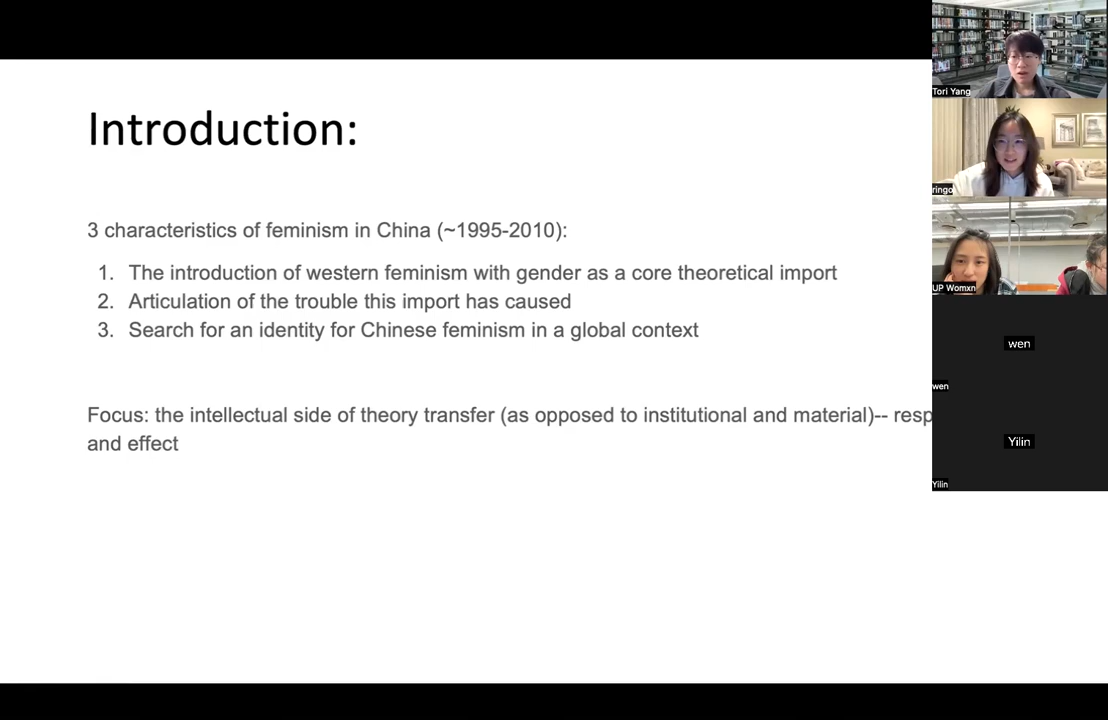 Introduction:
3 characteristics of feminism in China (~1995-2010):
1. The introduction of western feminism with gender as a core theoretical import
2. Articulation of the trouble this import has caused
3. Search for an identity for Chinese feminism in a global context
Focus: the intellectual side of theory transfer (as opposed to institutional and material)-- resp
and effect
Tori Yang
ringo
UP Womxn
wen
wen
Yilin
Yilin